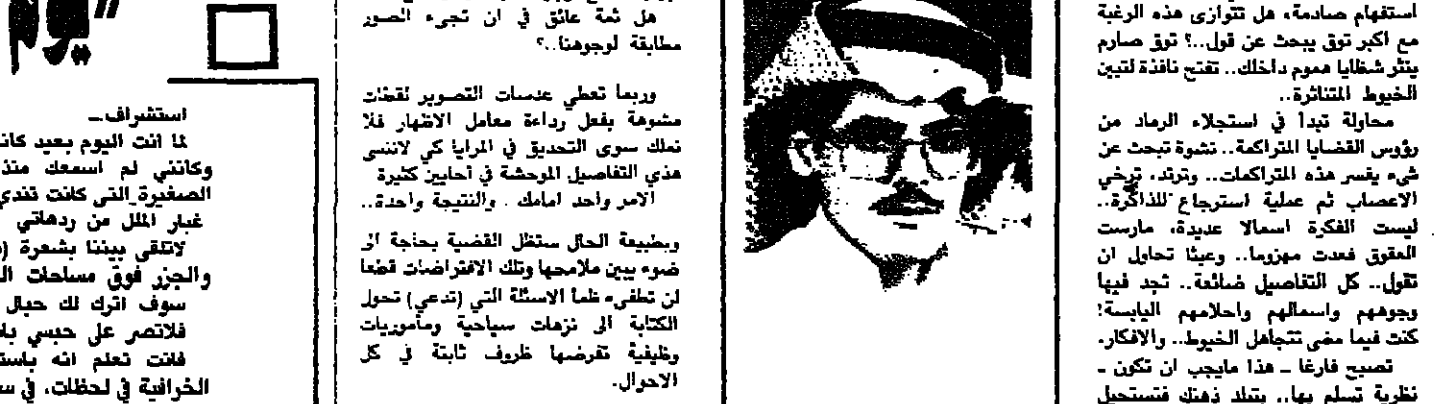 استفهام صادمة، هل تتوازى هذه الرغبة
مع اكبر توق يبحث عن قول..؟ توق صارم
ينثر شظايا هموم داخلك.. تفتح نافذة لتبين
الخيوط المتناثرة..
محاولة تبدأ في استجلاء الرماد من
رؤوس القضايا المتراكمة.. نشوة تبحث عن
شيء يفسر هذه المتراكمات.. وترتد، ترخي
الاعصاب ثم عملية استرجاع للذاكرة..
ليست الفكرة اسمالا عديدة، مارست
العقوق فعدت مهزوما.. وعبثا تحاول ان
تقول.. كل التفاصيل ضائعة.. تجد فيها
وجوههم واسمالهم واحلامهم اليابسة؛
كنت فيما مضى تتجاهل الخيوط.. والافكار.
تصبح فارغا ــ هذا مايجب ان تكون ــ
نظرية تسلم بها.. يتبلد ذهنك فتستحيل
هل ثمة عائق في ان تجيء الصور
مطابقة لوجوهنا..؟
وربما تعطي عدسات التصوير لقطات
مشوهة بفعل رداءة معامل الاظهار فلا
نملك سوى التحديق في المرايا كي لاننسى
هذي التفاصيل الموحشة في أحايين كثيرة
الامر واحد امامك . والنتيجة واحدة..
وبطبيعة الحال ستظل القضية بحاجة الى
ضوء يبين ملامحها وتلك الافتراضات قطعا
لن تطفىء ظمأ الاسئلة التي (تدعي) تحول
الكتابة الى نزهات سياحية ومأموريات
وظيفية تفرضها ظروف ثابتة في كل
الاحوال.
"يوم
استشراف ــ
لما انت اليوم بعيد كان
وكانني لم اسمعك منذ
الصغيرة التي كانت تندي
غبار الملل من ردهاتي
لاتلقى بيننا بشعرة
والجزر فوق مساحات
سوف اترك لك حبال
فلاتصر على حبسي
فانت تعلم انه
الخرافية في لحظات، في